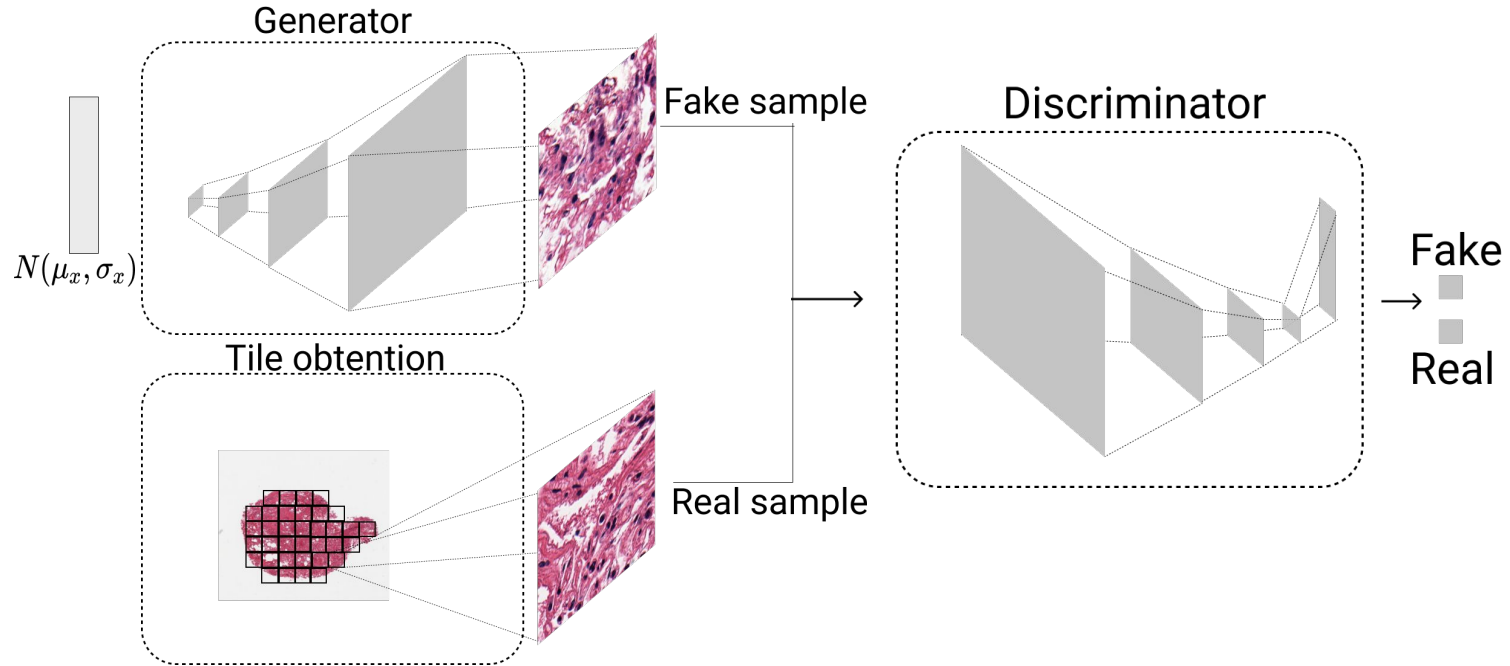 Generator
N(μₓ, σₓ)
Fake sample
Tile obtention
Real sample
Discriminator
Fake
Real